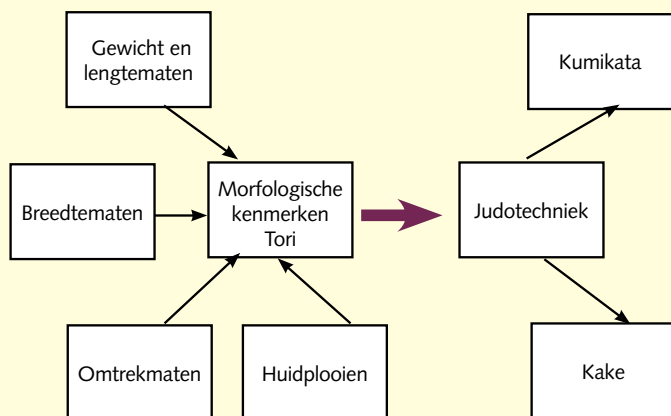 Gewicht en
lengtematen
Kumikata
Breedtematen
Morfologische
kenmerken
Tori
Judotechniek
Omtrekmaten
Huidplooien
Kake